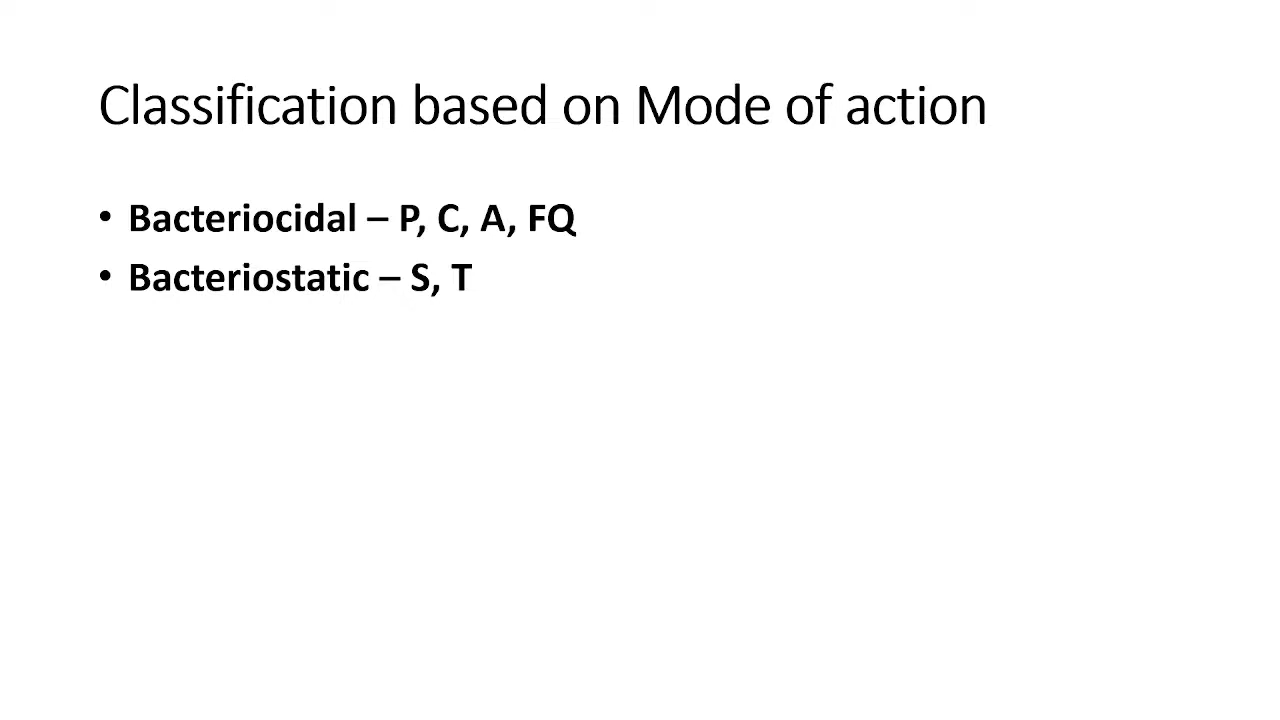 Classification based on Mode of action
• Bacteriocidal – P, C, A, FQ
• Bacteriostatic – S, T